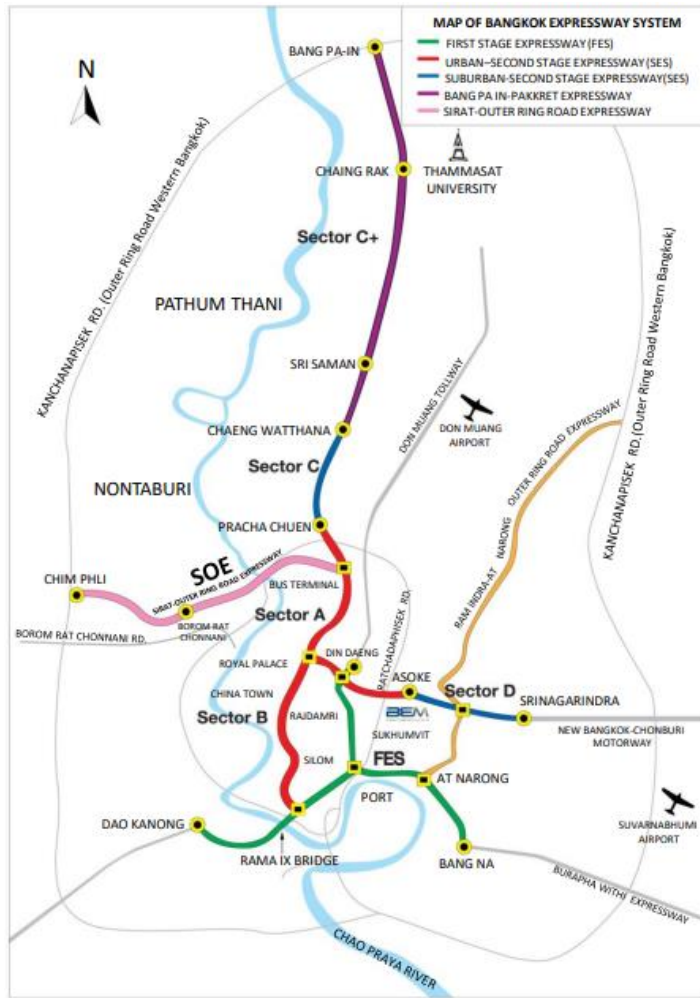 MAP OF BANGKOK EXPRESSWAY SYSTEM
FIRST STAGE EXPRESSWAY (FES)
URBAN–SECOND STAGE EXPRESSWAY (SES)
SUBURBAN-SECOND STAGE EXPRESSWAY(SES)
BANG PA IN-PAKKRET EXPRESSWAY
SIRAT-OUTER RING ROAD EXPRESSWAY
N
BANG PA-IN
CHAING RAK
THAMMASAT
UNIVERSITY
KANCHANAPISEK RD. (Outer Ring Road Western Bangkok)
Sector C+
PATHUM THANI
SRI SAMAN
DON MUANG TOLLWAY
CHAENG WATTHANA
DON MUANG
AIRPORT
KANCHANAPISEK RD.(Outer Ring Road Western Bangkok)
Sector C
NONTABURI
PRACHA CHUEN
RAM INDRA-AT NARONG OUTER RING ROAD EXPRESSWAY
SOE
SIRAT-OUTER RING ROAD EXPRESSWAY
CHIM PHLI
BUS TERMINAL
BOROM RAT
CHONNANI
BOROM RAT CHONNANI RD.
Sector A
RATCHADAPHISEK RD.
DIN DAENG
ROYAL PALACE
ASOKE
CHINA TOWN
Sector D
SRINAGARINDRA
Sector B
RAJDAMRI
BEM
SUKHUMVIT
NEW BANGKOK-CHONBURI
MOTORWAY
SILOM
FES
AT NARONG
PORT
DAO KANONG
SUVARNABHUMI
AIRPORT
RAMA IX BRIDGE
BANG NA
BURAPHA WITHI EXPRESSWAY
CHAO PRAYA RIVER